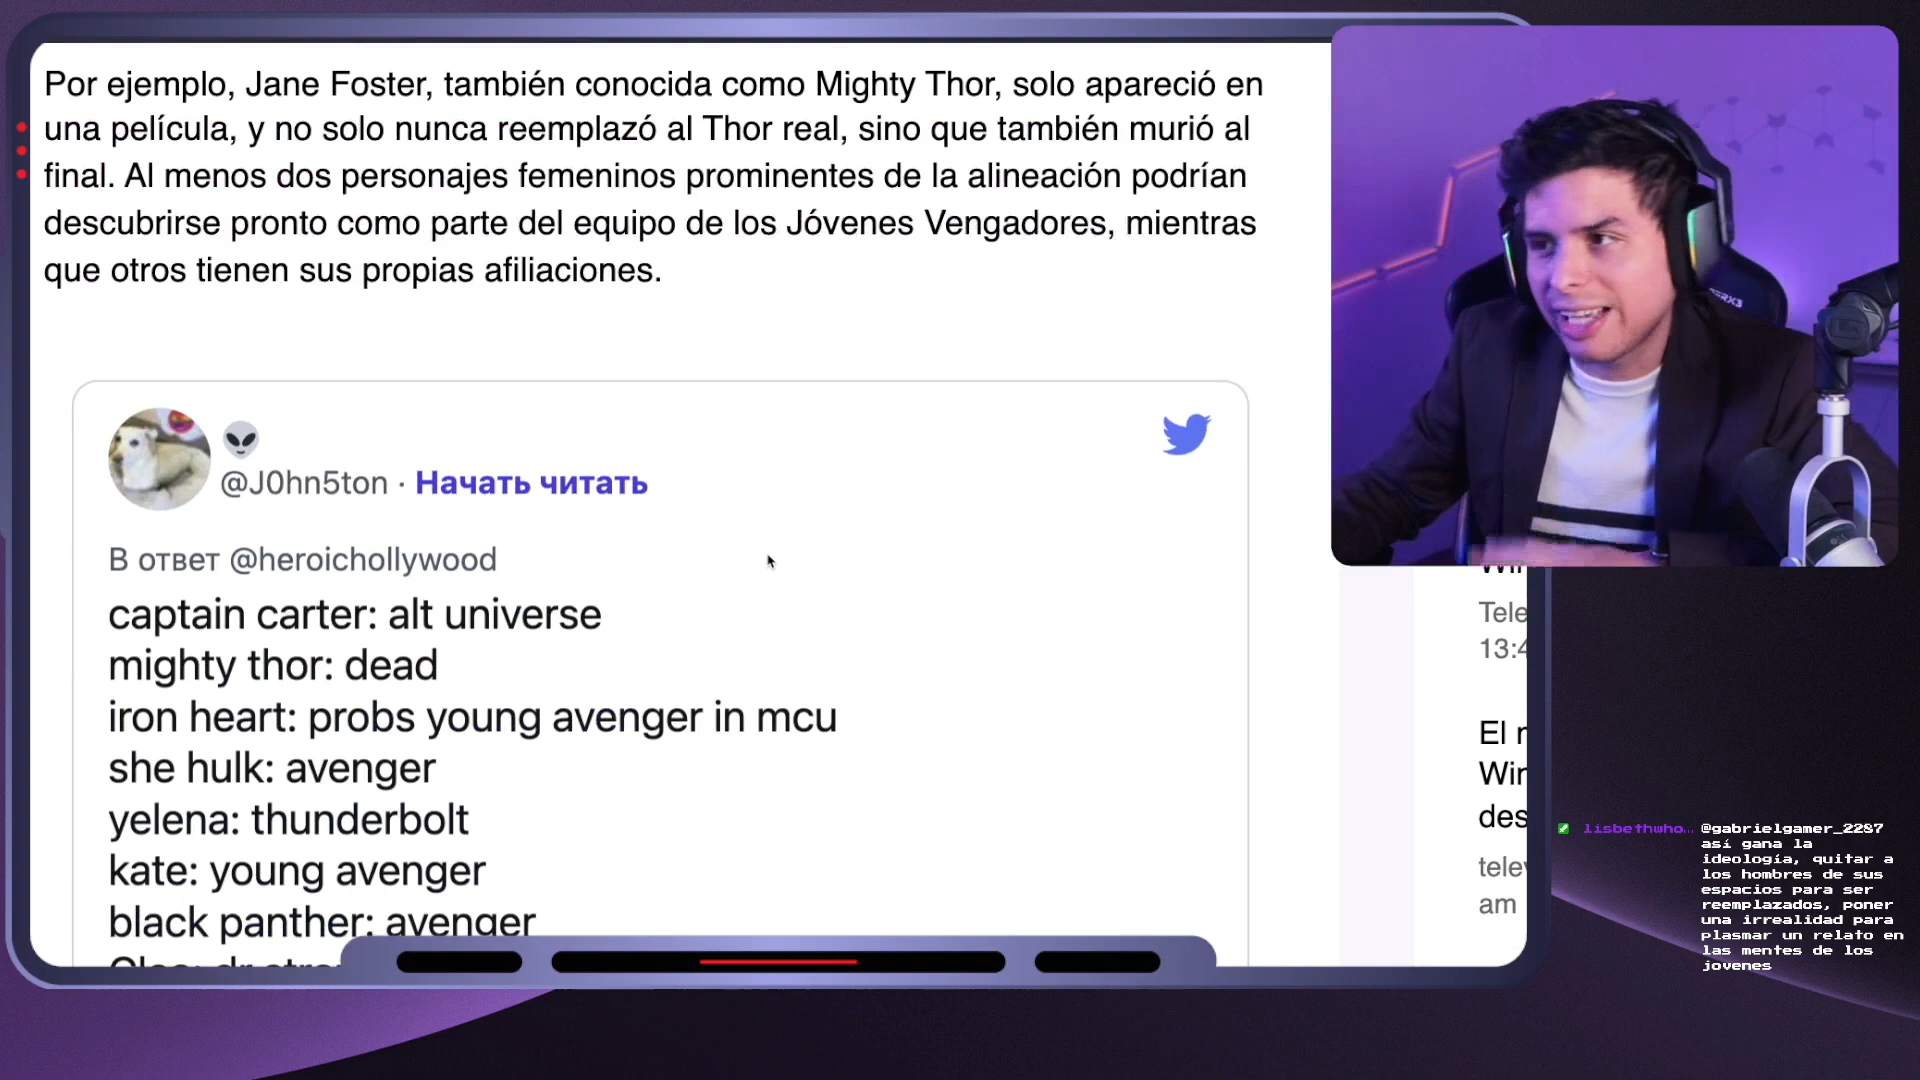 Por ejemplo, Jane Foster, también conocida como Mighty Thor, solo apareció en
una película, y no solo nunca reemplazó al Thor real, sino que también murió al
final. Al menos dos personajes femeninos prominentes de la alineación podrían
descubrirse pronto como parte del equipo de los Jóvenes Vengadores, mientras
que otros tienen sus propias afiliaciones.
@J0hn5ton · Начать читать
В ответ @heroichollywood
captain carter: alt universe
mighty thor: dead
iron heart: probs young avenger in mcu
she hulk: avenger
yelena: thunderbolt
kate: young avenger
black panther: avenger
Tele
13:4
El
Wi
des
tele
am
lisbethwho... @gabrielgamer_2287
así gana la
ideología, quitar a
los hombres de sus
espacios para ser
reemplazados, poner
una irrealidad para
plasmar un relato en
las mentes de los
jovenes